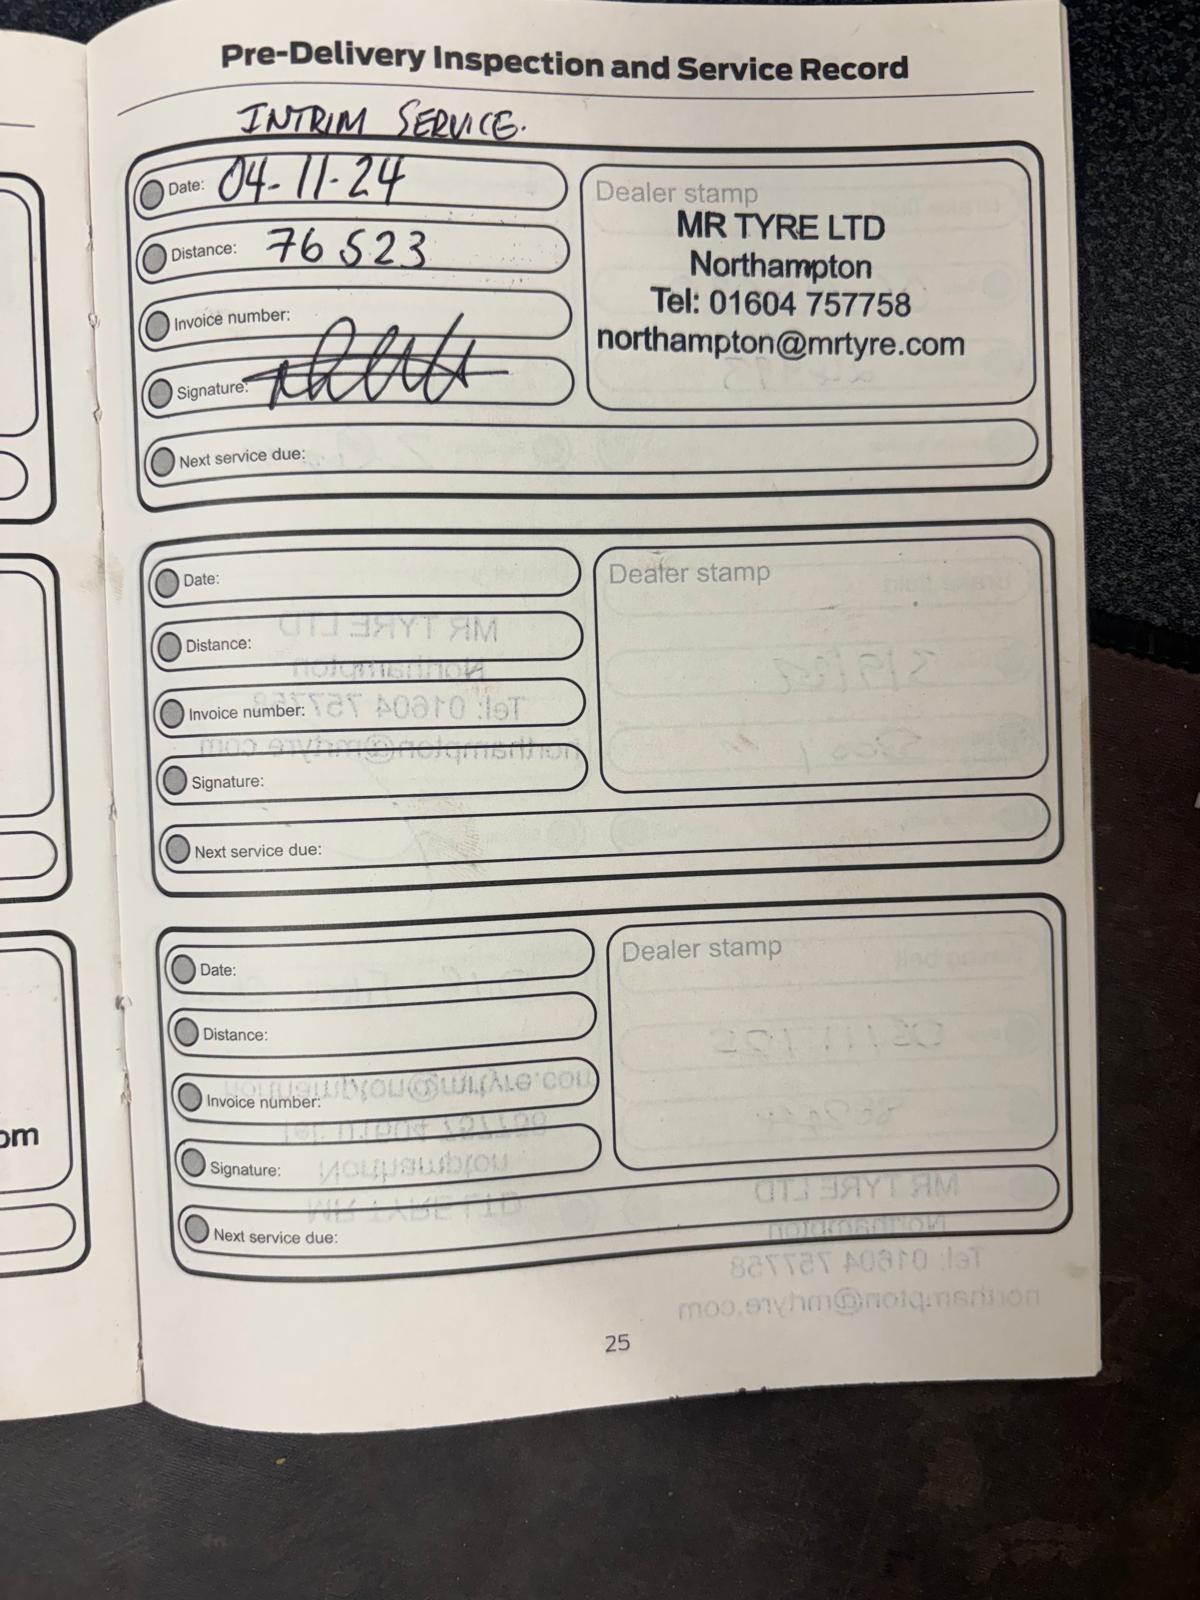 Pre-Delivery Inspection and Service Record
INTRIM SERVICE.
Date: 04-11-24
Distance: 76523
Invoice number:
Signature:
Next service due:
Dealer stamp
MR TYRE LTD
Northampton
Tel: 01604 757758
northampton@mrtyre.com
Date:
Distance:
Invoice number:
Signature:
Next service due:
Dealer stamp
Date:
Distance:
Invoice number:
Signature:
Next service due:
Dealer stamp
om
25